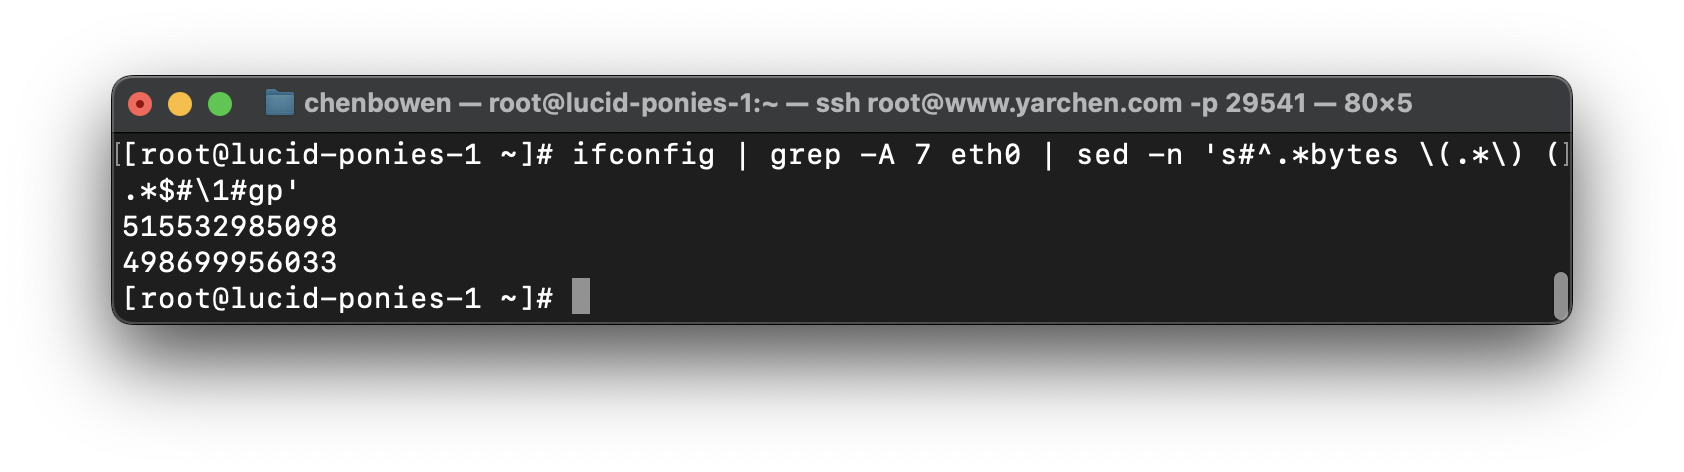 chenbowen — root@lucid-ponies-1:~ — ssh root@www.yarchen.com -p 29541 — 80×5
[[root@lucid-ponies-1 ~]# ifconfig | grep -A 7 eth0 | sed -n 's#^.*bytes \(.*\) (]
.*$#\1#gp'
515532985098
498699956033
[root@lucid-ponies-1 ~]#